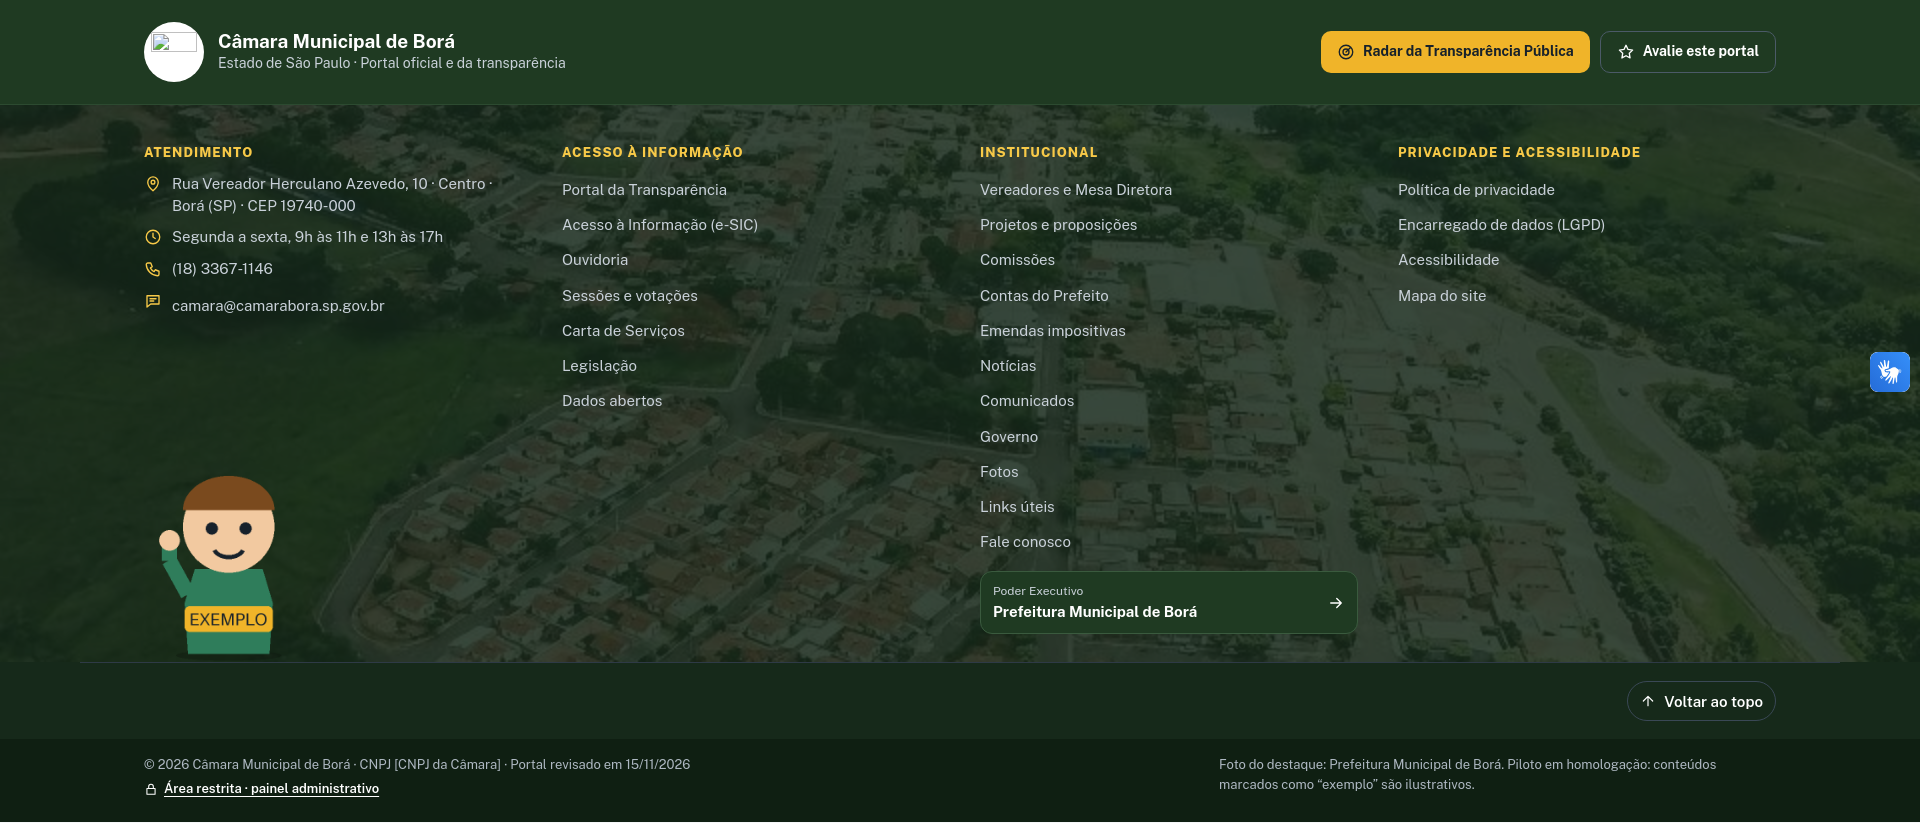 Câmara Municipal de Borá
Estado de São Paulo · Portal oficial e da transparência
Radar da Transparência Pública
Avalie este portal
ATENDIMENTO
Rua Vereador Herculano Azevedo, 10 · Centro ·
Borá (SP) · CEP 19740-000
Segunda a sexta, 9h às 11h e 13h às 17h
(18) 3367-1146
camara@camarabora.sp.gov.br
EXEMPLO
ACESSO À INFORMAÇÃO
Portal da Transparência
Acesso à Informação (e-SIC)
Ouvidoria
Sessões e votações
Carta de Serviços
Legislação
Dados abertos
INSTITUCIONAL
Vereadores e Mesa Diretora
Projetos e proposições
Comissões
Contas do Prefeito
Emendas impositivas
Notícias
Comunicados
Governo
Fotos
Links úteis
Fale conosco
Poder Executivo
Prefeitura Municipal de Borá
PRIVACIDADE E ACESSIBILIDADE
Política de privacidade
Encarregado de dados (LGPD)
Acessibilidade
Mapa do site
Voltar ao topo
© 2026 Câmara Municipal de Borá · CNPJ [CNPJ da Câmara] · Portal revisado em 15/11/2026
Área restrita · painel administrativo
Foto do destaque: Prefeitura Municipal de Borá. Piloto em homologação: conteúdos
marcados como “exemplo” são ilustrativos.